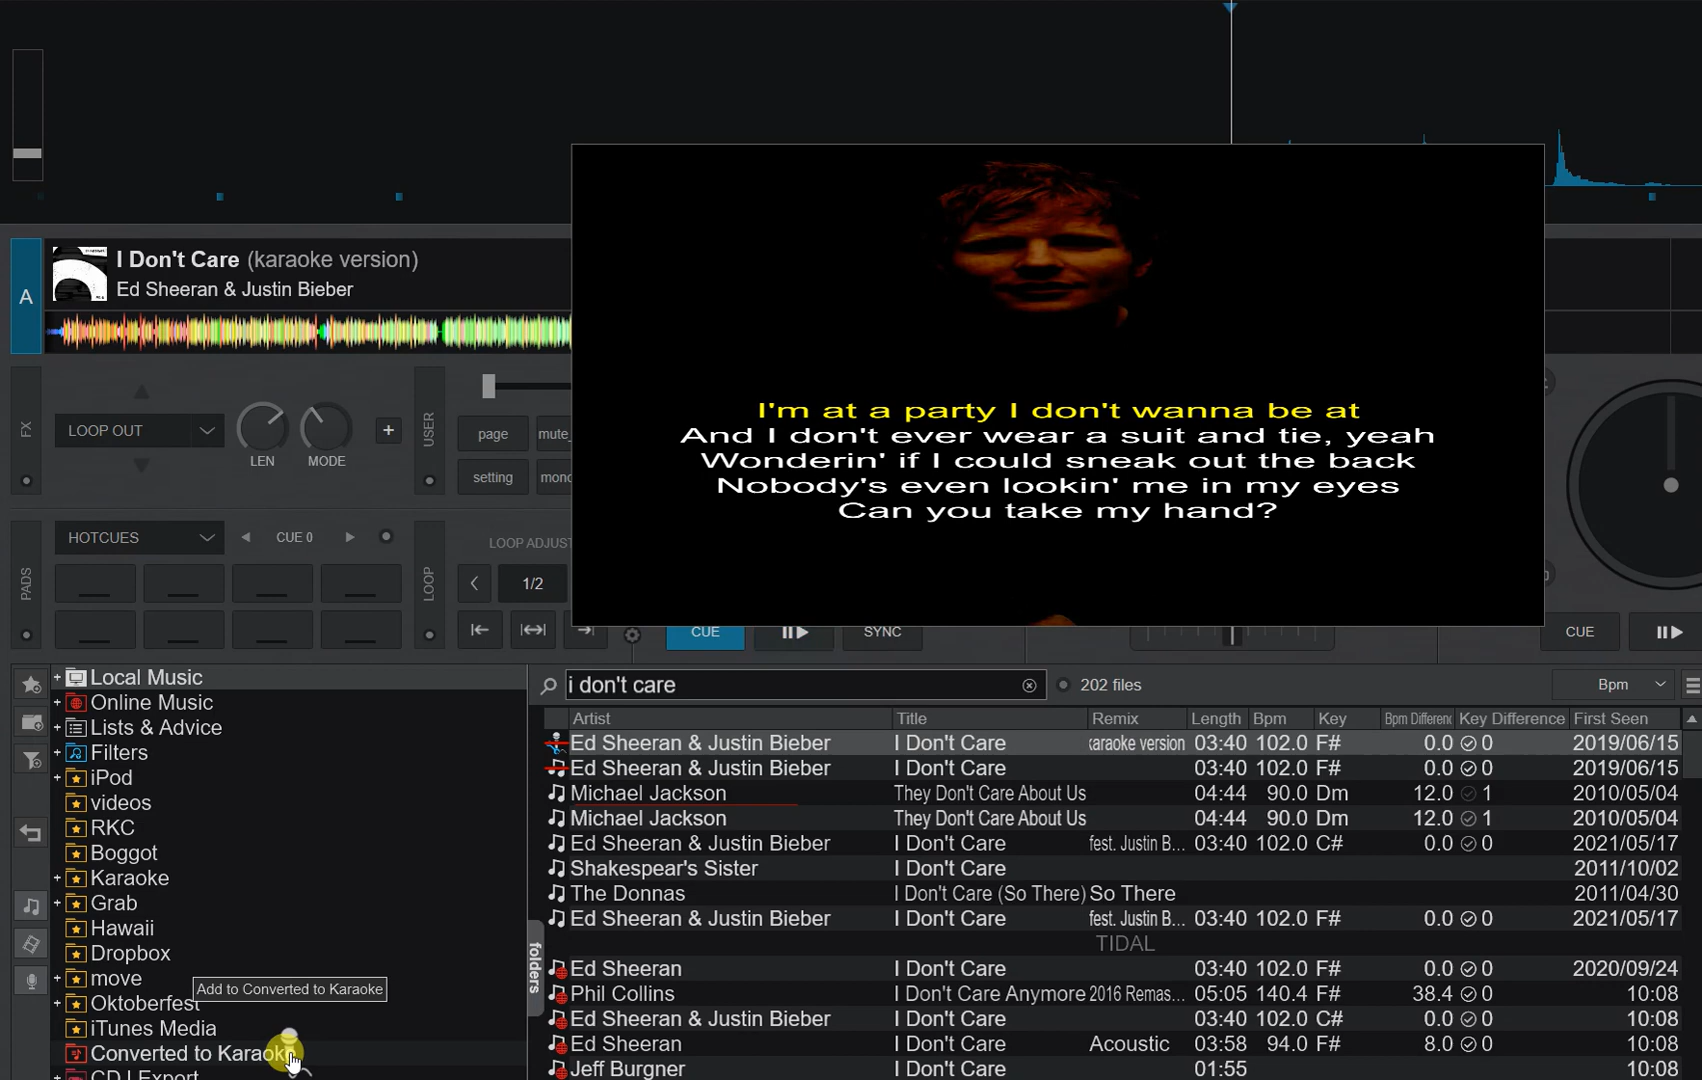 A
I Don't Care (karaoke version)
Ed Sheeran & Justin Bieber
I'm at a party I don't wanna be at
And I don't ever wear a suit and tie, yeah
Wonderin' if I could sneak out the back
Nobody's even lookin' me in my eyes
Can you take my hand?
FX
LOOP OUT
LEN
MODE
+
USER
page
mute_
setting
mono
PADS
HOTCUES
CUE 0
LOOP
LOOP ADJUST
1/2
CUE
SYNC
CUE
Local Music
Online Music
Lists & Advice
Filters
iPod
videos
RKC
Boggot
Karaoke
Grab
Hawaii
Dropbox
move
Add to Converted to Karaoke
Oktoberfest
iTunes Media
Converted to Karaoke
CDJ Export
folders
i don't care
202 files
Bpm
Artist Title Remix Length Bpm Key Bpm Differenc Key Difference First Seen
Ed Sheeran & Justin Bieber I Don't Care karaoke version 03:40 102.0 F# 0.0 0 2019/06/15
Ed Sheeran & Justin Bieber I Don't Care 03:40 102.0 F# 0.0 0 2019/06/15
Michael Jackson They Don't Care About Us 04:44 90.0 Dm 12.0 1 2010/05/04
Michael Jackson They Don't Care About Us 04:44 90.0 Dm 12.0 1 2010/05/04
Ed Sheeran & Justin Bieber I Don't Care fest. Justin B... 03:40 102.0 C# 0.0 0 2021/05/17
Shakespear's Sister I Don't Care 2011/10/02
The Donnas I Don't Care (So There) So There 2011/04/30
Ed Sheeran & Justin Bieber I Don't Care fest. Justin B... 03:40 102.0 F# 0.0 0 2021/05/17
TIDAL
Ed Sheeran I Don't Care 03:40 102.0 F# 0.0 0 2020/09/24
Phil Collins I Don't Care Anymore 2016 Remas... 05:05 140.4 F# 38.4 0 10:08
Ed Sheeran & Justin Bieber I Don't Care 03:40 102.0 C# 0.0 0 10:08
Ed Sheeran I Don't Care Acoustic 03:58 94.0 F# 8.0 0 10:08
Jeff Burgner I Don't Care 01:55 10:08